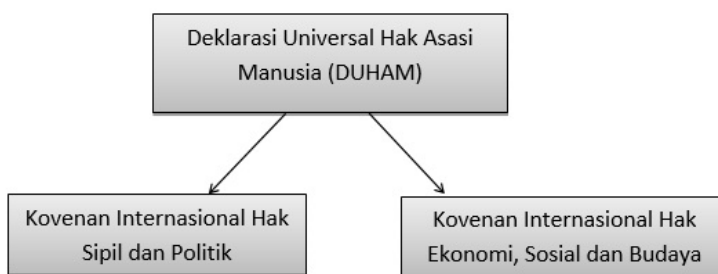 Deklarasi Universal Hak Asasi
Manusia (DUHAM)
Kovenan Internasional Hak
Sipil dan Politik
Kovenan Internasional Hak
Ekonomi, Sosial dan Budaya